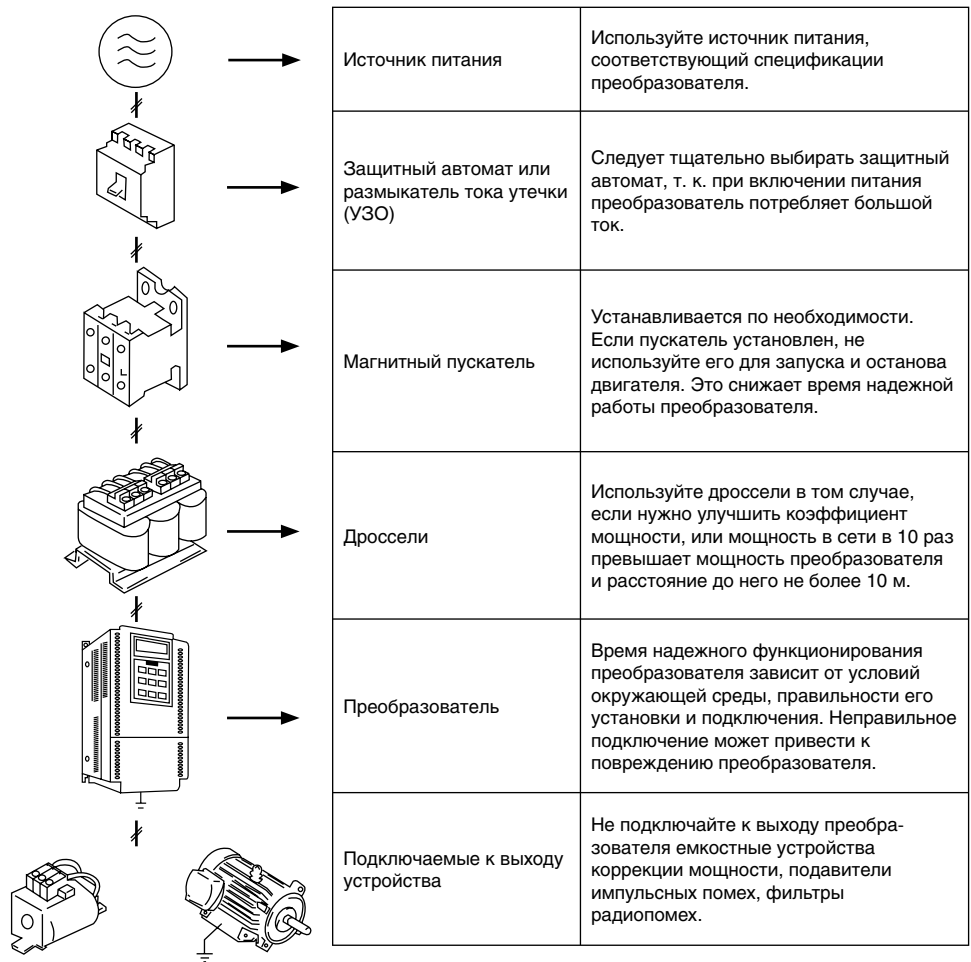 Источник питания
Используйте источник питания,
соответствующий спецификации
преобразователя.
Защитный автомат или
размыкатель тока утечки
(УЗО)
Следует тщательно выбирать защитный
автомат, т. к. при включении питания
преобразователь потребляет большой
ток.
Магнитный пускатель
Устанавливается по необходимости.
Если пускатель установлен, не
используйте его для запуска и останова
двигателя. Это снижает время надежной
работы преобразователя.
Дроссели
Используйте дроссели в том случае,
если нужно улучшить коэффициент
мощности, или мощность в сети в 10 раз
превышает мощность преобразователя
и расстояние до него не более 10 м.
Преобразователь
Время надежного функционирования
преобразователя зависит от условий
окружающей среды, правильности его
установки и подключения. Неправильное
подключение может привести к
повреждению преобразователя.
Подключаемые к выходу
устройства
Не подключайте к выходу преобра-
зователя емкостные устройства
коррекции мощности, подавители
импульсных помех, фильтры
радиопомех.